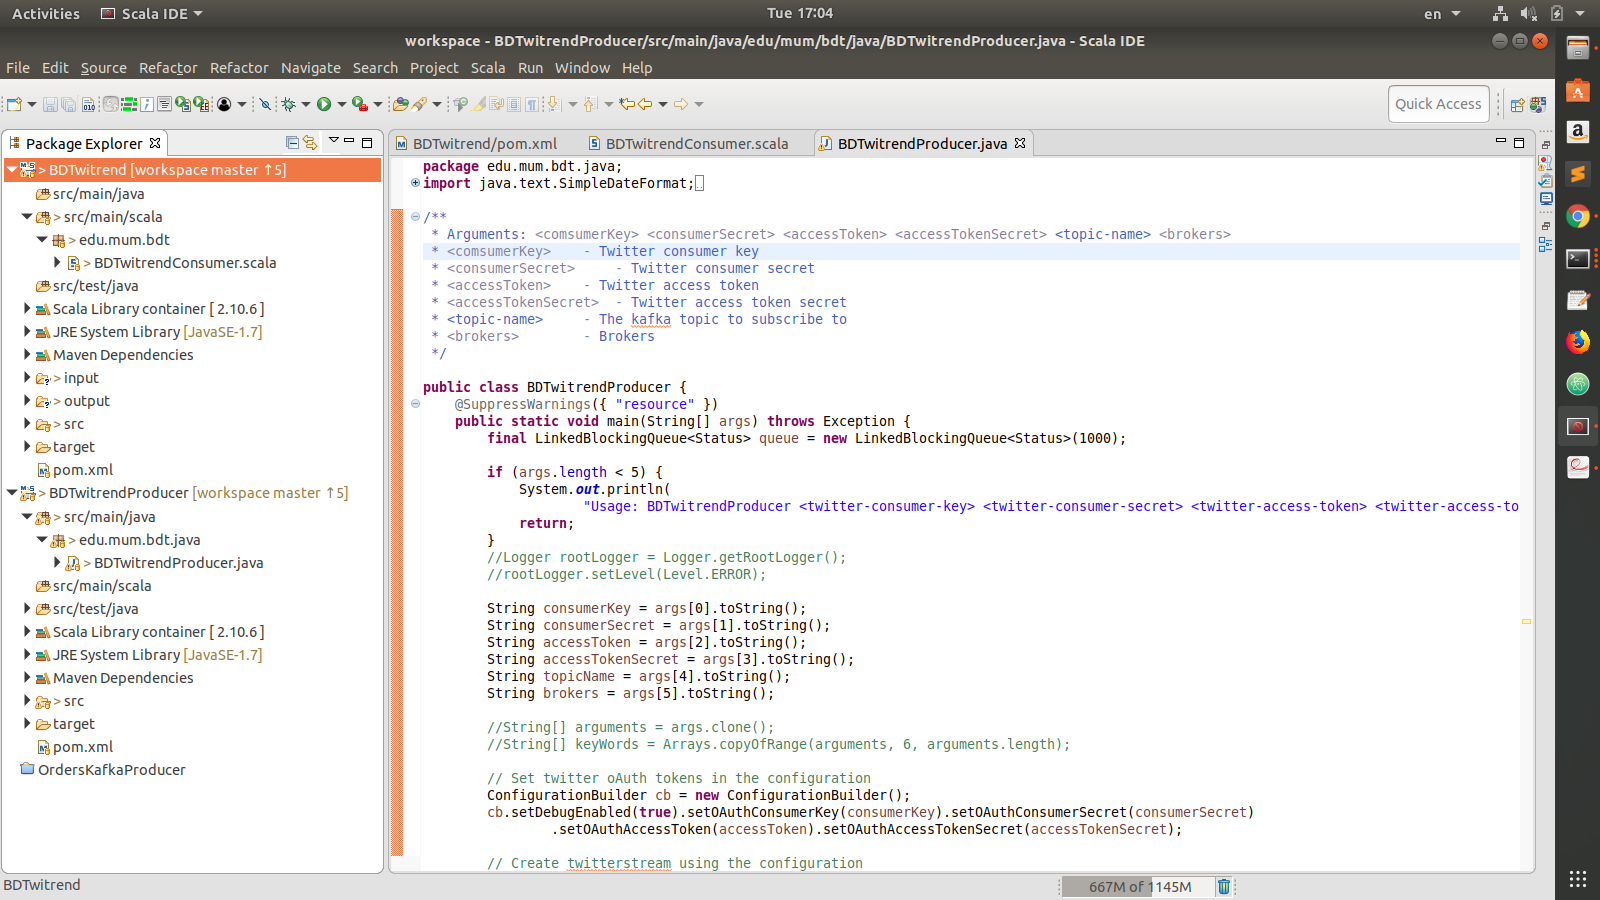 Activities Scala IDE Tue 17:04 en
workspace - BDTwitrendProducer/src/main/java/edu/mum/bdt/java/BDTwitrendProducer.java - Scala IDE
File Edit Source Refactor Refactor Navigate Search Project Scala Run Window Help
Quick Access
Package Explorer
> BDTwitrend [workspace master ↑5]
src/main/java
> src/main/scala
> edu.mum.bdt
> BDTwitrendConsumer.scala
src/test/java
Scala Library container [ 2.10.6 ]
JRE System Library [JavaSE-1.7]
Maven Dependencies
> input
> output
> src
target
pom.xml
> BDTwitrendProducer [workspace master ↑5]
> src/main/java
> edu.mum.bdt.java
> BDTwitrendProducer.java
src/main/scala
src/test/java
Scala Library container [ 2.10.6 ]
JRE System Library [JavaSE-1.7]
Maven Dependencies
> src
target
pom.xml
OrdersKafkaProducer
BDTwitrend/pom.xml BDTwitrendConsumer.scala BDTwitrendProducer.java
package edu.mum.bdt.java;
import java.text.SimpleDateFormat;
/**
 * Arguments: <comsumerKey> <consumerSecret> <accessToken> <accessTokenSecret> <topic-name> <brokers>
 * <comsumerKey>    - Twitter consumer key
 * <consumerSecret>     - Twitter consumer secret
 * <accessToken>    - Twitter access token
 * <accessTokenSecret>  - Twitter access token secret
 * <topic-name>     - The kafka topic to subscribe to
 * <brokers>        - Brokers
 */
public class BDTwitrendProducer {
    @SuppressWarnings({ "resource" })
    public static void main(String[] args) throws Exception {
        final LinkedBlockingQueue<Status> queue = new LinkedBlockingQueue<Status>(1000);
        if (args.length < 5) {
            System.out.println(
                    "Usage: BDTwitrendProducer <twitter-consumer-key> <twitter-consumer-secret> <twitter-access-token> <twitter-access-to
            return;
        }
        //Logger rootLogger = Logger.getRootLogger();
        //rootLogger.setLevel(Level.ERROR);
        String consumerKey = args[0].toString();
        String consumerSecret = args[1].toString();
        String accessToken = args[2].toString();
        String accessTokenSecret = args[3].toString();
        String topicName = args[4].toString();
        String brokers = args[5].toString();
        //String[] arguments = args.clone();
        //String[] keyWords = Arrays.copyOfRange(arguments, 6, arguments.length);
        // Set twitter oAuth tokens in the configuration
        ConfigurationBuilder cb = new ConfigurationBuilder();
        cb.setDebugEnabled(true).setOAuthConsumerKey(consumerKey).setOAuthConsumerSecret(consumerSecret)
                .setOAuthAccessToken(accessToken).setOAuthAccessTokenSecret(accessTokenSecret);
        // Create twitterstream using the configuration
BDTwitrend 667M of 1145M